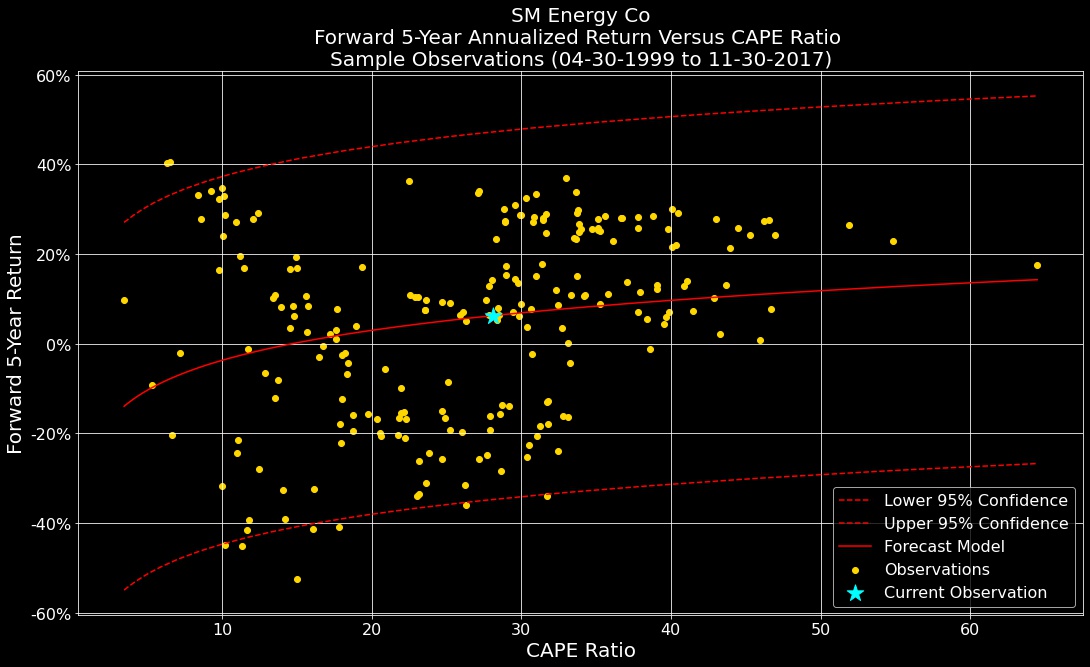 SM Energy Co
Forward 5-Year Annualized Return Versus CAPE Ratio
Sample Observations (04-30-1999 to 11-30-2017)
60%
40%
20%
0%
-20%
-40%
-60%
Forward 5-Year Return
Lower 95% Confidence
Upper 95% Confidence
Forecast Model
Observations
Current Observation
10
20
30
40
50
60
CAPE Ratio